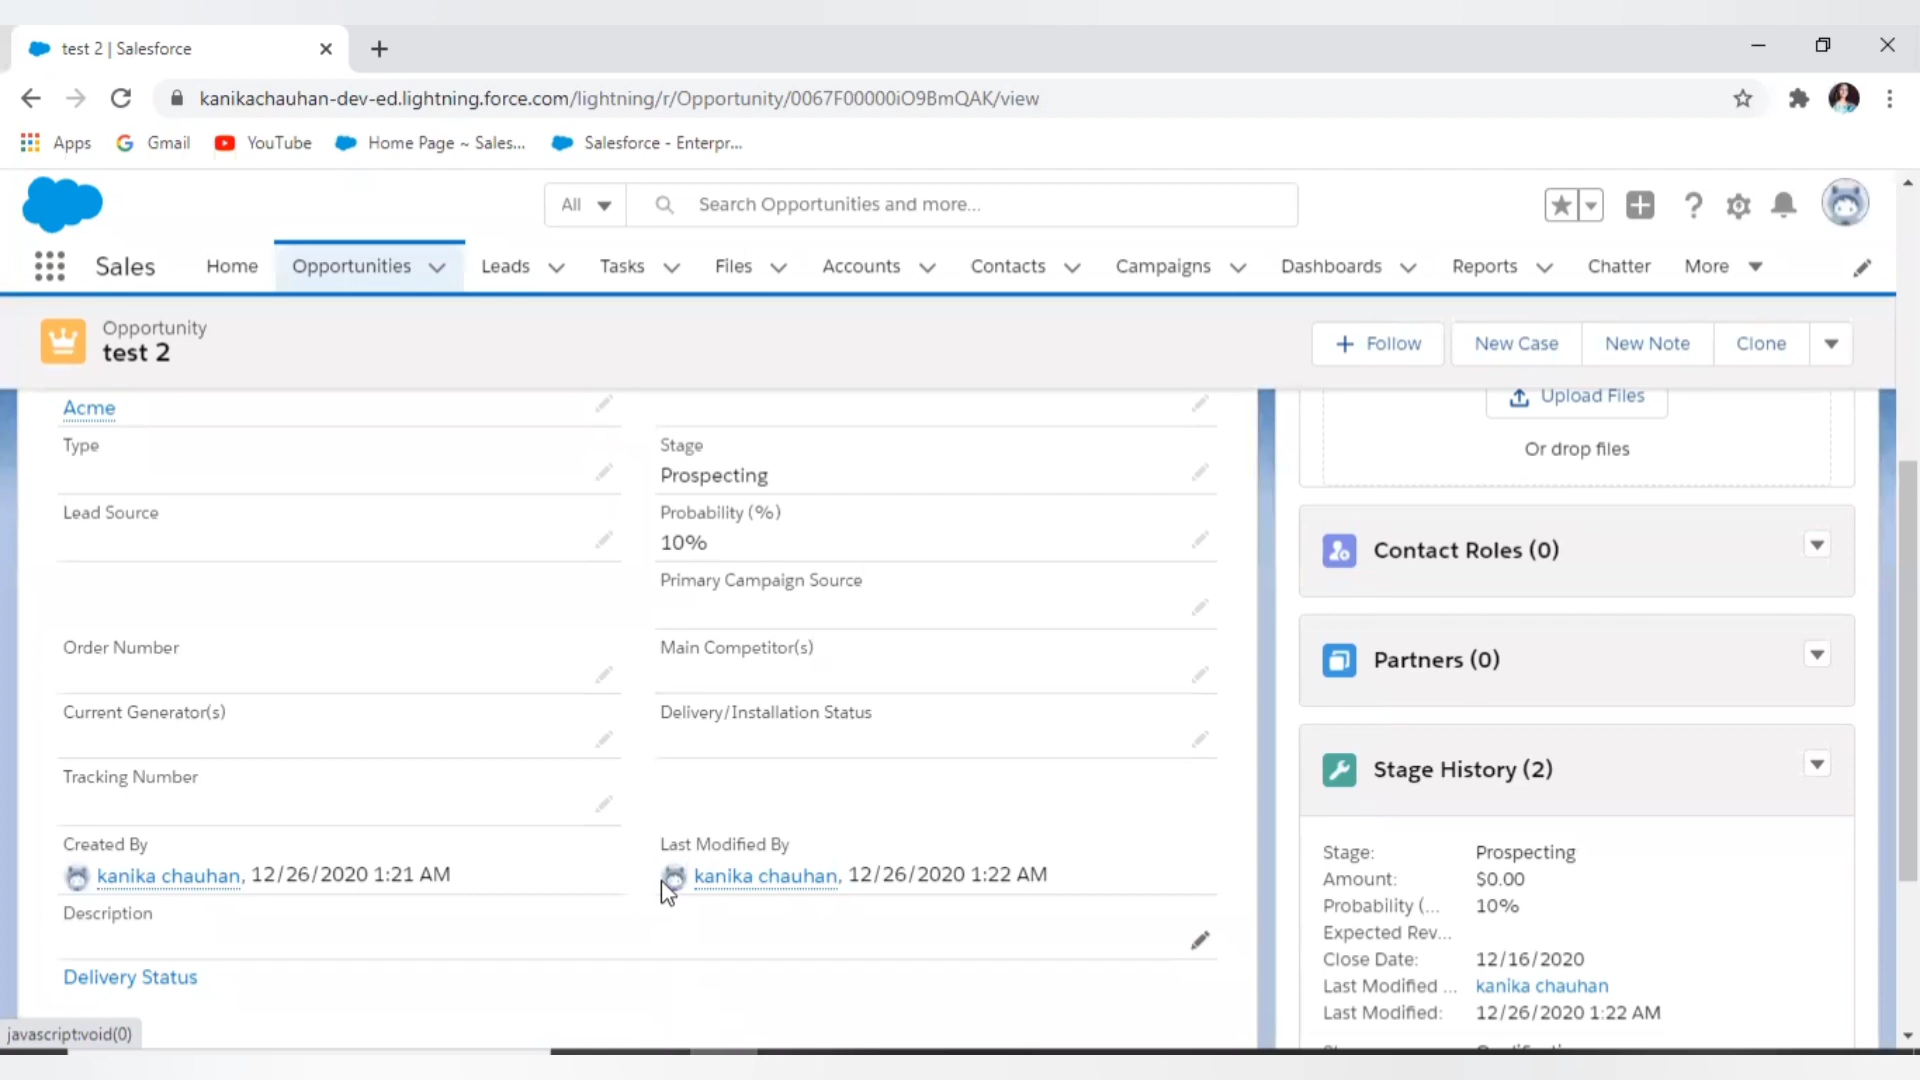 test 2 | Salesforce
kanikachauhan-dev-ed.lightning.force.com/lightning/r/Opportunity/0067F00000iO9BmQAK/view
Apps Gmail YouTube Home Page ~ Sales... Salesforce - Enterpr...
All Search Opportunities and more...
Sales Home Opportunities Leads Tasks Files Accounts Contacts Campaigns Dashboards Reports Chatter More
Opportunity
test 2
Follow New Case New Note Clone
Acme
Type
Stage
Prospecting
Lead Source
Probability (%)
10%
Primary Campaign Source
Order Number
Main Competitor(s)
Current Generator(s)
Delivery/Installation Status
Tracking Number
Created By
kanika chauhan, 12/26/2020 1:21 AM
Last Modified By
kanika chauhan, 12/26/2020 1:22 AM
Description
Delivery Status
javascript:void(0)
Upload Files
Or drop files
Contact Roles (0)
Partners (0)
Stage History (2)
Stage: Prospecting
Amount: $0.00
Probability (... 10%
Expected Rev...
Close Date: 12/16/2020
Last Modified ... kanika chauhan
Last Modified: 12/26/2020 1:22 AM